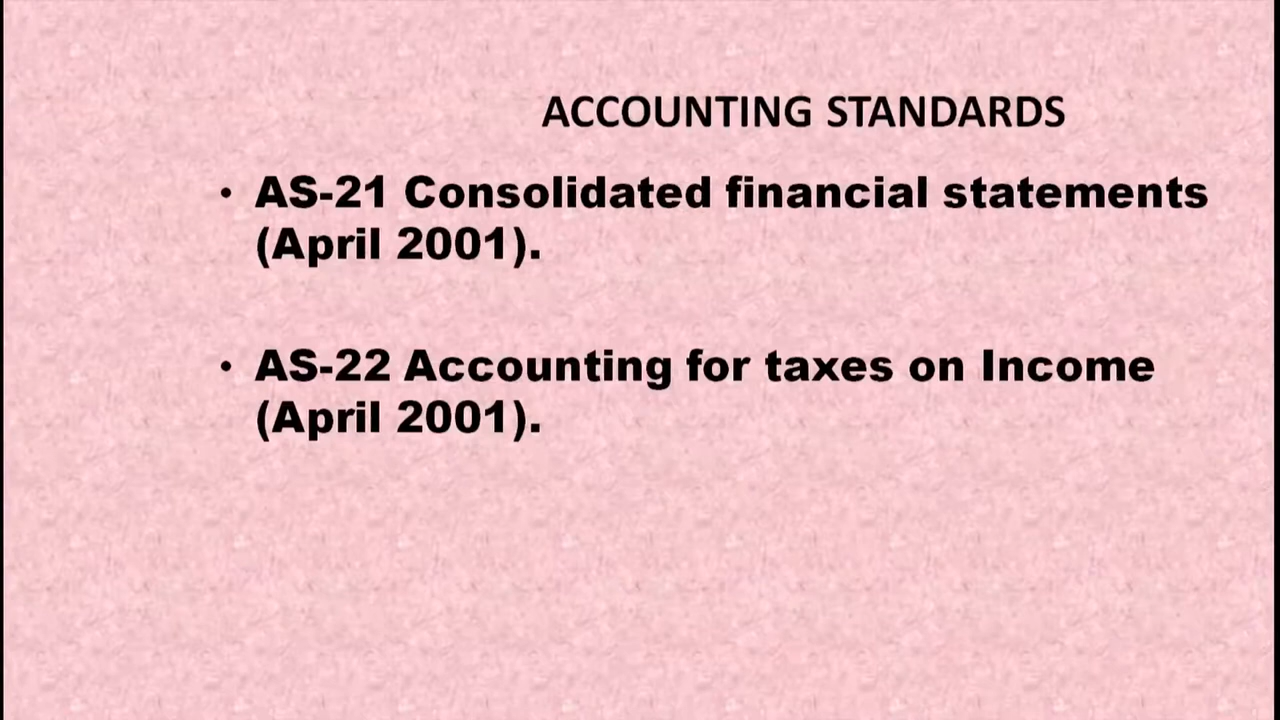 ACCOUNTING STANDARDS
• AS-21 Consolidated financial statements
(April 2001).
• AS-22 Accounting for taxes on Income
(April 2001).